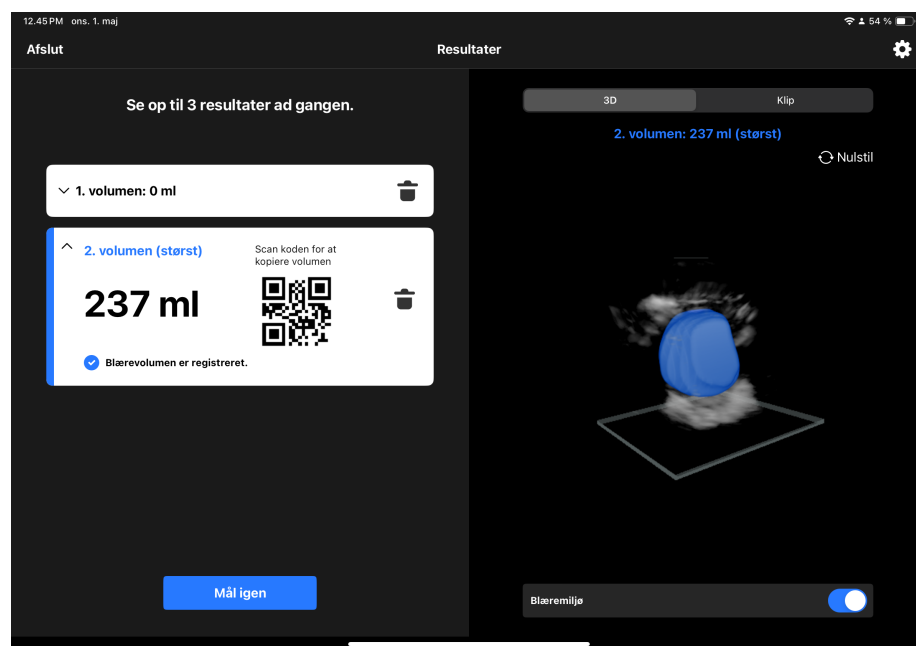 12.45 PM ons. 1. maj
54 %
Afslut
Resultater
Se op til 3 resultater ad gangen.
1. volumen: 0 ml
2. volumen (størst)
Scan koden for at
kopiere volumen
237 ml
Blærevolumen er registreret.
Mål igen
3D
Klip
2. volumen: 237 ml (størst)
Nulstil
Blæremiljø